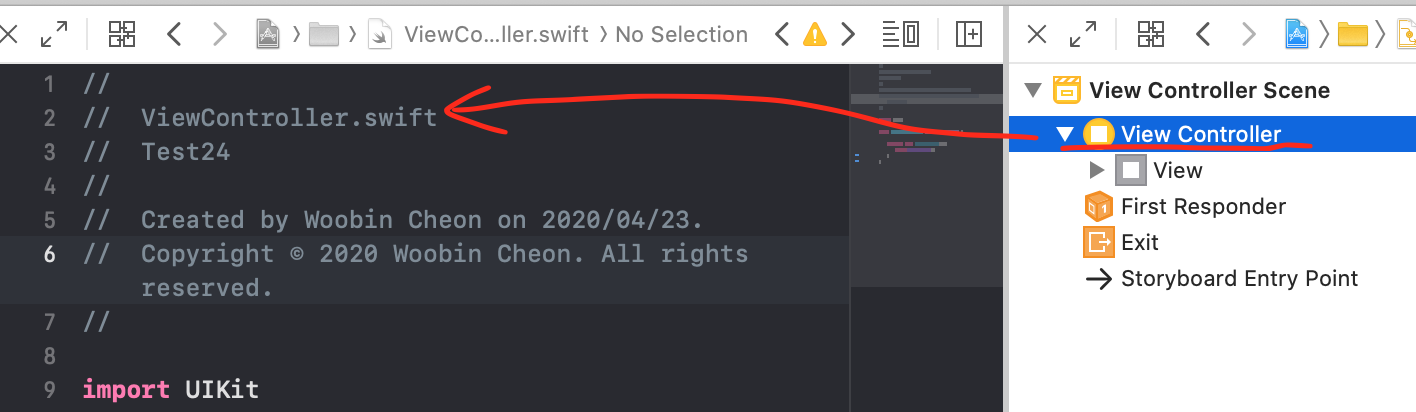 ViewCo...ller.swift
No Selection
1 //
2 // ViewController.swift
3 // Test24
4 //
5 // Created by Woobin Cheon on 2020/04/23.
6 // Copyright © 2020 Woobin Cheon. All rights
reserved.
7 //
8
9 import UIKit
View Controller Scene
View Controller
View
First Responder
Exit
Storyboard Entry Point